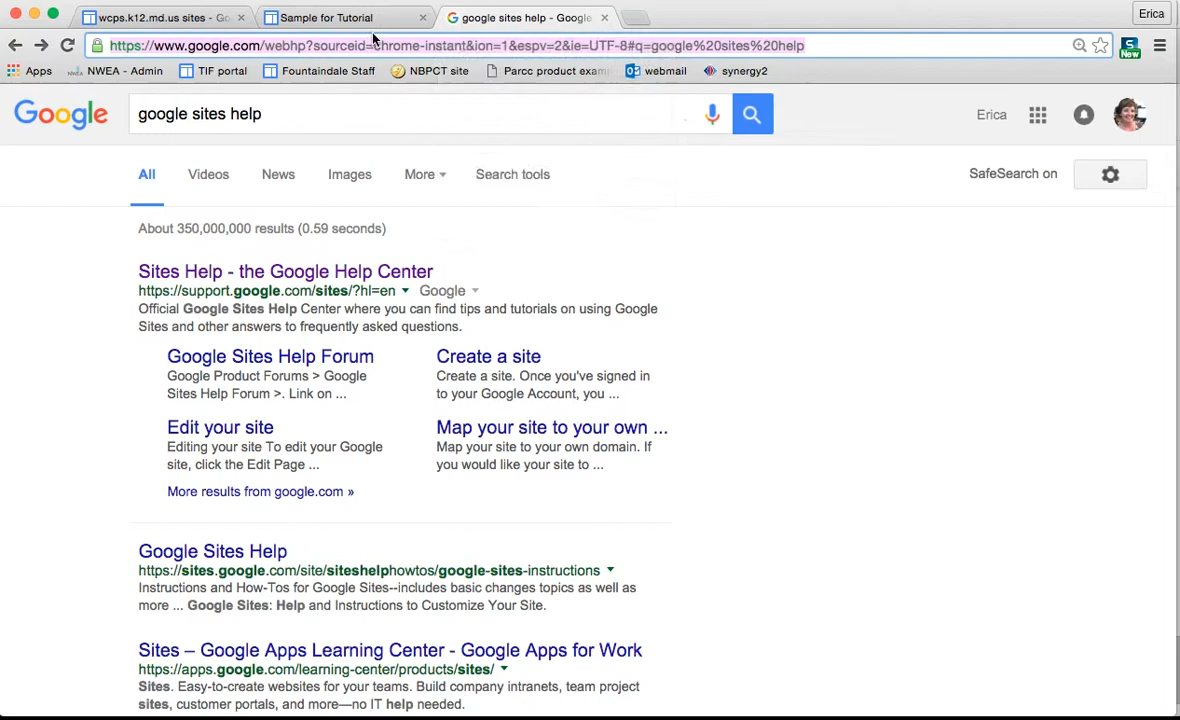 wcps.k12.md.us sites - Go
Sample for Tutorial
google sites help - Google
Erica
https://www.google.com/webhp?sourceid=chrome-instant&ion=1&espv=2&ie=UTF-8#q=google%20sites%20help
S
New
Apps
NWEA - Admin
TIF portal
Fountaindale Staff
NBPCT site
Parcc product exam
webmail
synergy2
Google
google sites help
Erica
All
Videos
News
Images
More
Search tools
SafeSearch on
About 350,000,000 results (0.59 seconds)
Sites Help - the Google Help Center
https://support.google.com/sites/?hl=en
Google
Official Google Sites Help Center where you can find tips and tutorials on using Google
Sites and other answers to frequently asked questions.
Google Sites Help Forum
Google Product Forums > Google
Sites Help Forum >. Link on ...
Create a site
Create a site. Once you've signed in
to your Google Account, you ...
Edit your site
Editing your site To edit your Google
site, click the Edit Page ...
Map your site to your own ...
Map your site to your own domain. If
you would like your site to ...
More results from google.com »
Google Sites Help
https://sites.google.com/site/siteshelphowtos/google-sites-instructions
Instructions and How-Tos for Google Sites--includes basic changes topics as well as
more ... Google Sites: Help and Instructions to Customize Your Site.
Sites – Google Apps Learning Center - Google Apps for Work
https://apps.google.com/learning-center/products/sites/
Sites. Easy-to-create websites for your teams. Build company intranets, team project
sites, customer portals, and more—no IT help needed.